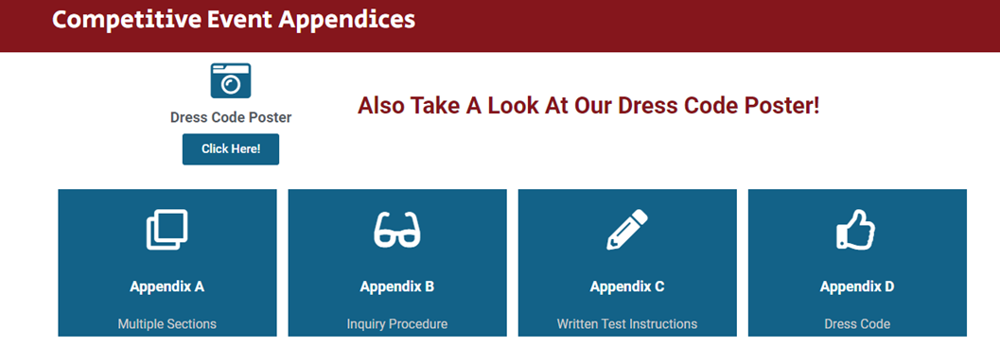 Competitive Event Appendices
Dress Code Poster
Click Here!
Also Take A Look At Our Dress Code Poster!
Appendix A
Multiple Sections
Appendix B
Inquiry Procedure
Appendix C
Written Test Instructions
Appendix D
Dress Code